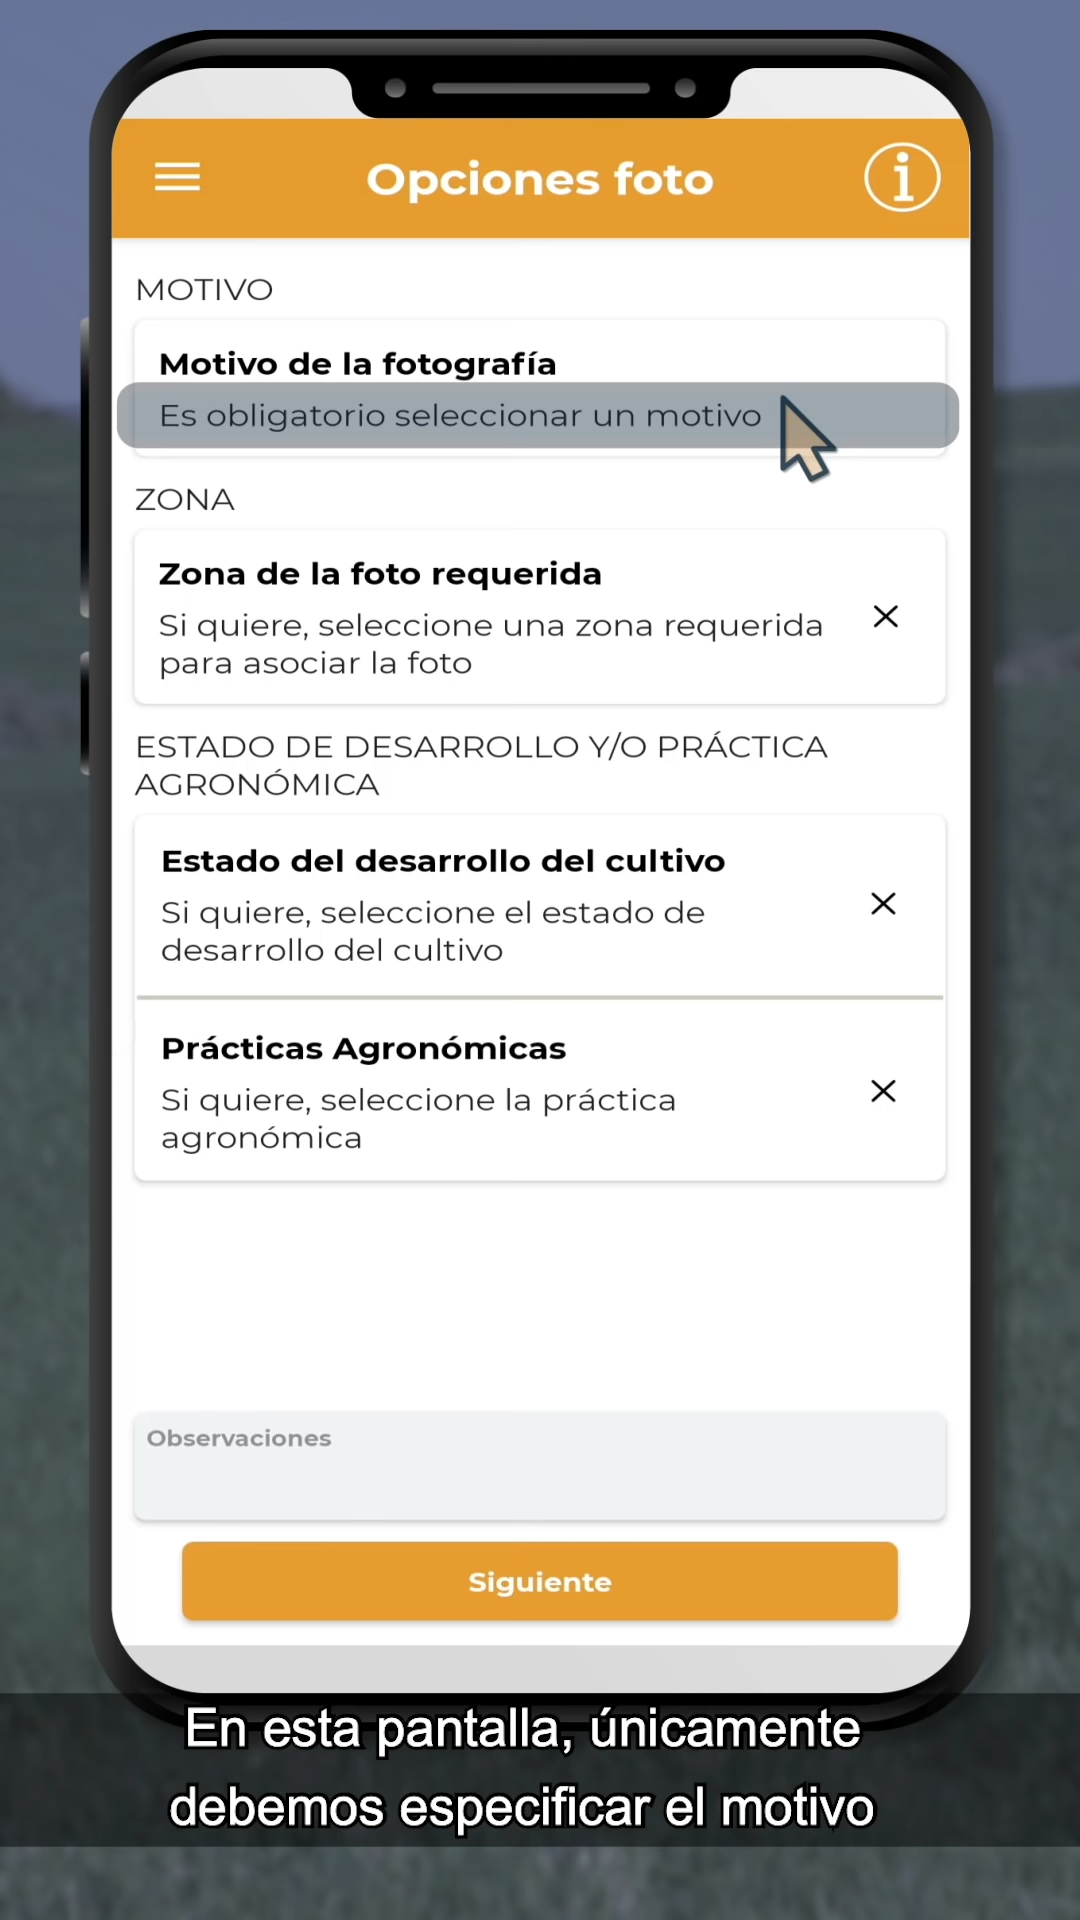 Opciones foto
MOTIVO
Motivo de la fotografía
Es obligatorio seleccionar un motivo
ZONA
Zona de la foto requerida
Si quiere, seleccione una zona requerida
para asociar la foto
ESTADO DE DESARROLLO Y/O PRÁCTICA
AGRONÓMICA
Estado del desarrollo del cultivo
Si quiere, seleccione el estado de
desarrollo del cultivo
Prácticas Agronómicas
Si quiere, seleccione la práctica
agronómica
Observaciones
Siguiente
En esta pantalla, únicamente
debemos especificar el motivo